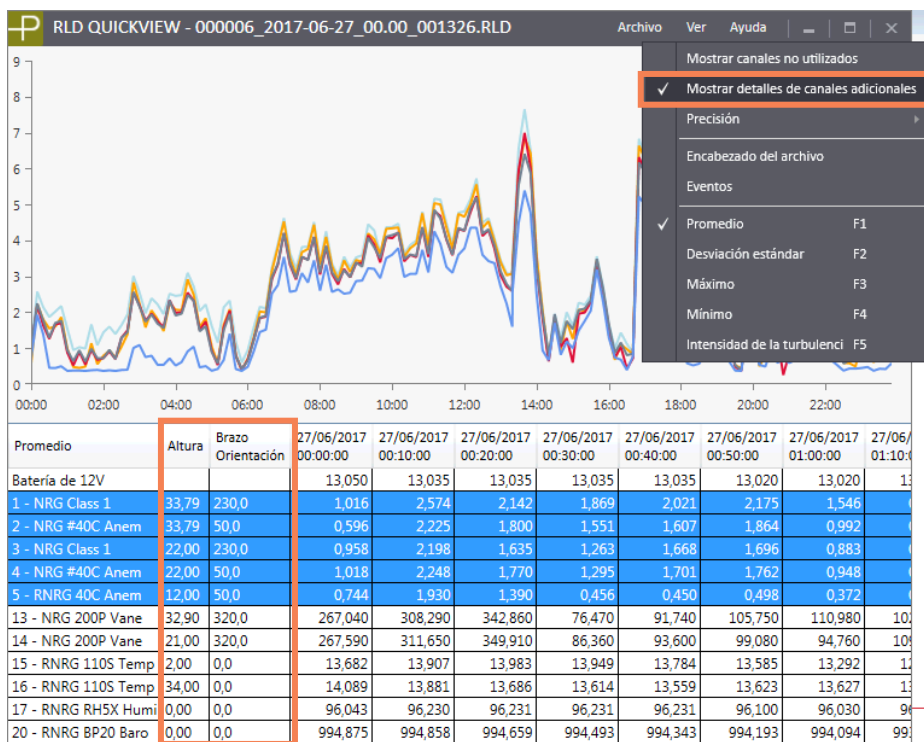 RLD QUICKVIEW - 000006_2017-06-27_00.00_001326.RLD Archivo Ver Ayuda
Mostrar canales no utilizados
✓ Mostrar detalles de canales adicionales
Precisión
Encabezado del archivo
Eventos
✓ Promedio F1
Desviación estándar F2
Máximo F3
Mínimo F4
Intensidad de la turbulenci F5
9
8
7
6
5
4
3
2
1
0
00:00 02:00 04:00 06:00 08:00 10:00 12:00 14:00 16:00 18:00 20:00 22:00
Promedio Altura Brazo Orientación 27/06/2017 00:00:00 27/06/2017 00:10:00 27/06/2017 00:20:00 27/06/2017 00:30:00 27/06/2017 00:40:00 27/06/2017 00:50:00 27/06/2017 01:00:00 27/06/ 01:10:0
Batería de 12V 13,050 13,035 13,035 13,035 13,035 13,020 13,020 13
1 - NRG Class 1 33,79 230,0 1,016 2,574 2,142 1,869 2,021 2,175 1,546
2 - NRG #40C Anem 33,79 50,0 0,596 2,225 1,800 1,551 1,607 1,864 0,992
3 - NRG Class 1 22,00 230,0 0,958 2,198 1,635 1,263 1,668 1,696 0,883
4 - NRG #40C Anem 22,00 50,0 1,018 2,248 1,770 1,295 1,701 1,762 0,948
5 - RNRG 40C Anem 12,00 50,0 0,744 1,930 1,390 0,456 0,450 0,498 0,372
13 - NRG 200P Vane 32,90 320,0 267,040 308,290 342,860 76,470 91,740 105,750 110,980 10
14 - NRG 200P Vane 21,00 320,0 267,590 311,650 349,910 86,360 93,600 99,080 94,760 10
15 - RNRG 110S Temp 2,00 0,0 13,682 13,907 13,983 13,949 13,784 13,585 13,292 1
16 - RNRG 110S Temp 34,00 0,0 14,089 13,881 13,686 13,614 13,559 13,623 13,627 1
17 - RNRG RH5X Humi 0,00 0,0 96,043 96,230 96,231 96,231 96,231 96,100 96,030 9
20 - RNRG BP20 Baro 0,00 0,0 994,875 994,858 994,659 994,493 994,343 994,193 994,094 99